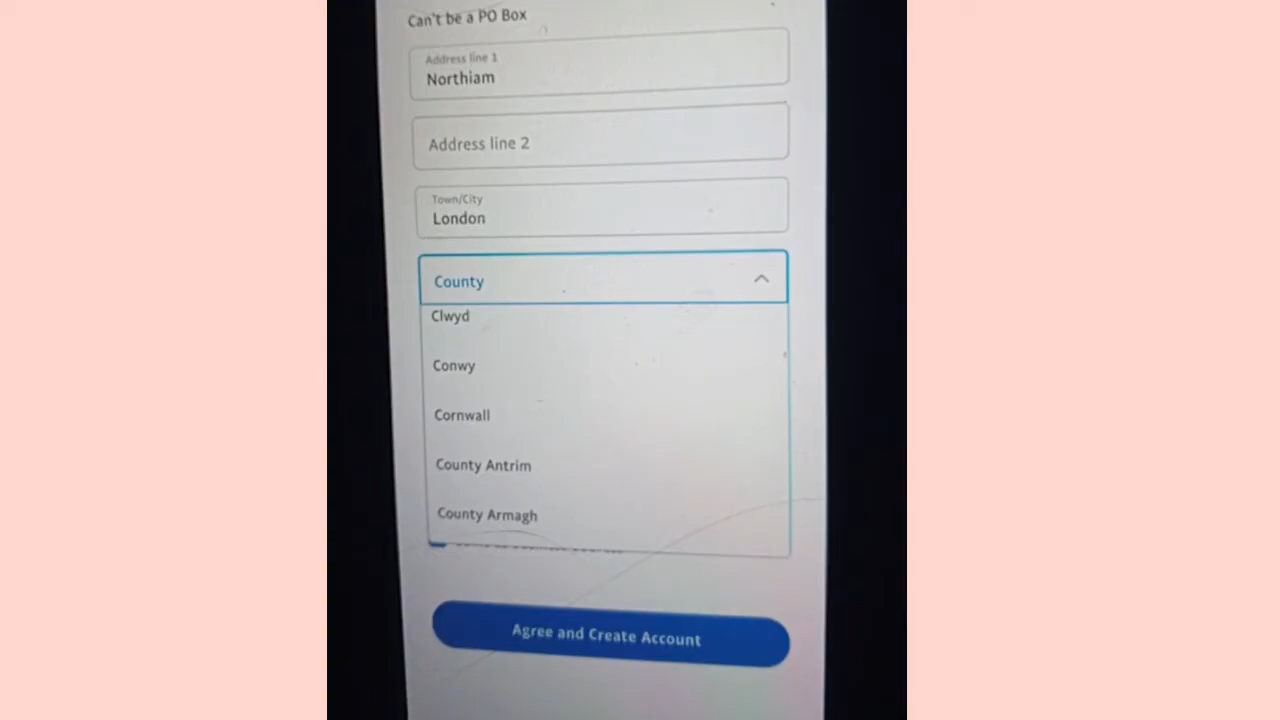 Can't be a PO Box
Address line 1
Northiam
Address line 2
Town/City
London
County
Clwyd
Conwy
Cornwall
County Antrim
County Armagh
Agree and Create Account